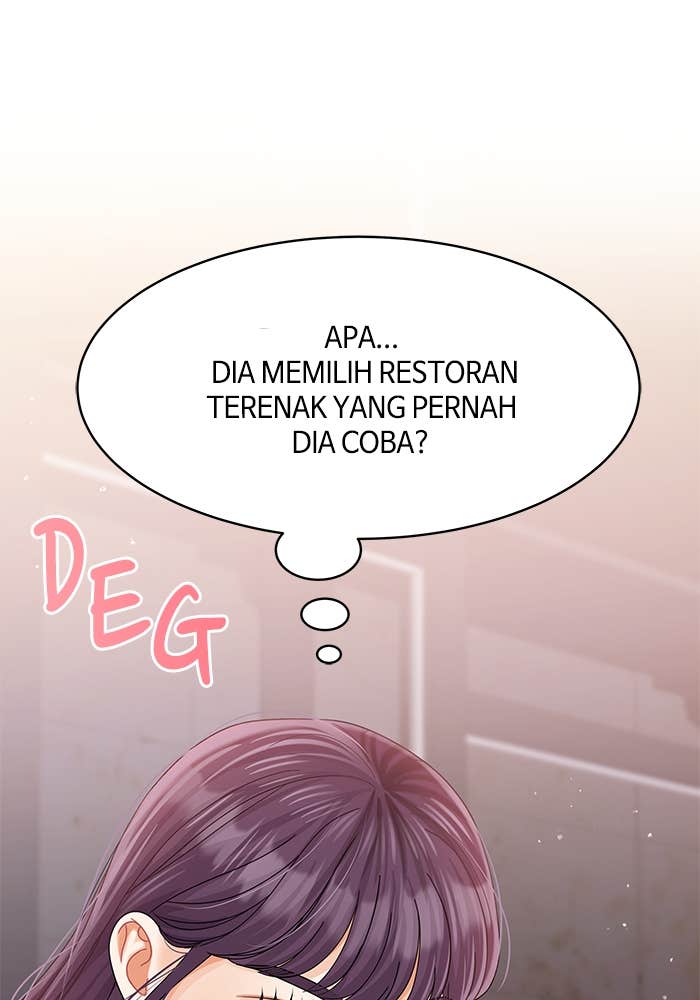 APA...
DIA MEMILIH RESTORAN
TERENAK YANG PERNAH
DIA COBA?
DEG